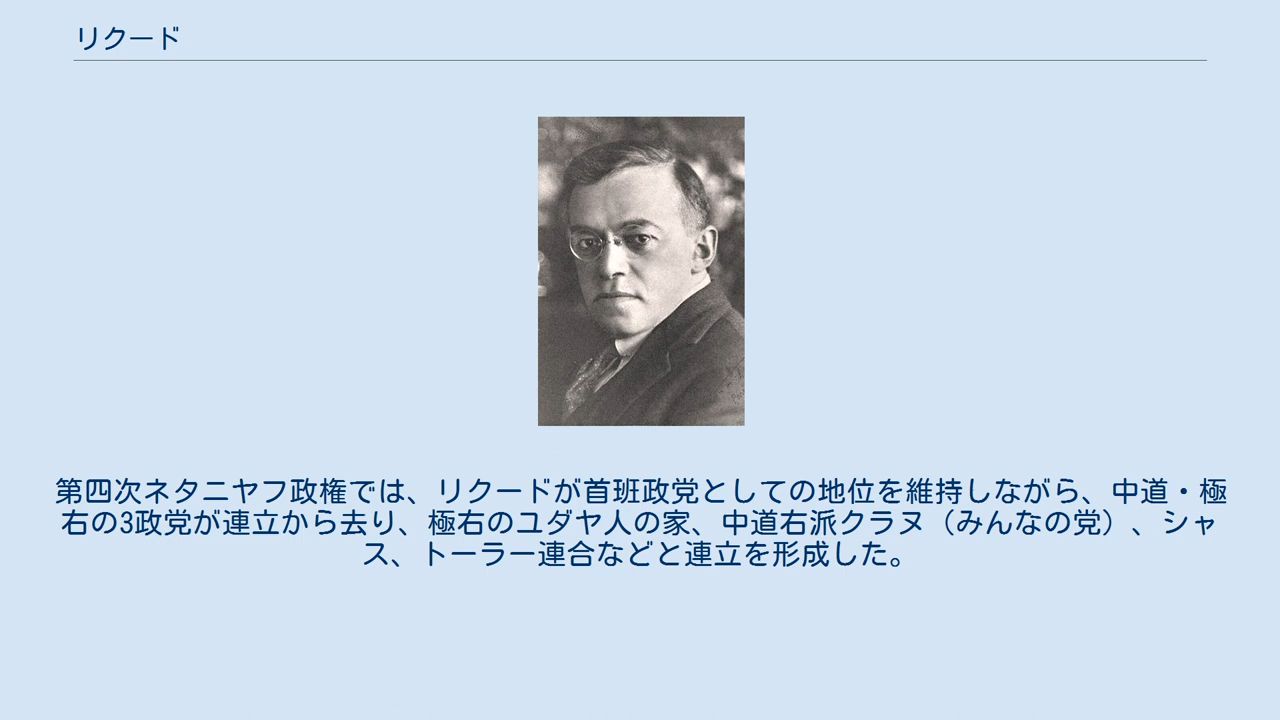 リクード
第四次ネタニヤフ政権では、リクードが首班政党としての地位を維持しながら、中道・極
右の3政党が連立から去り、極右のユダヤ人の家、中道右派クラヌ（みんなの党）、シャ
ス、トーラー連合などと連立を形成した。